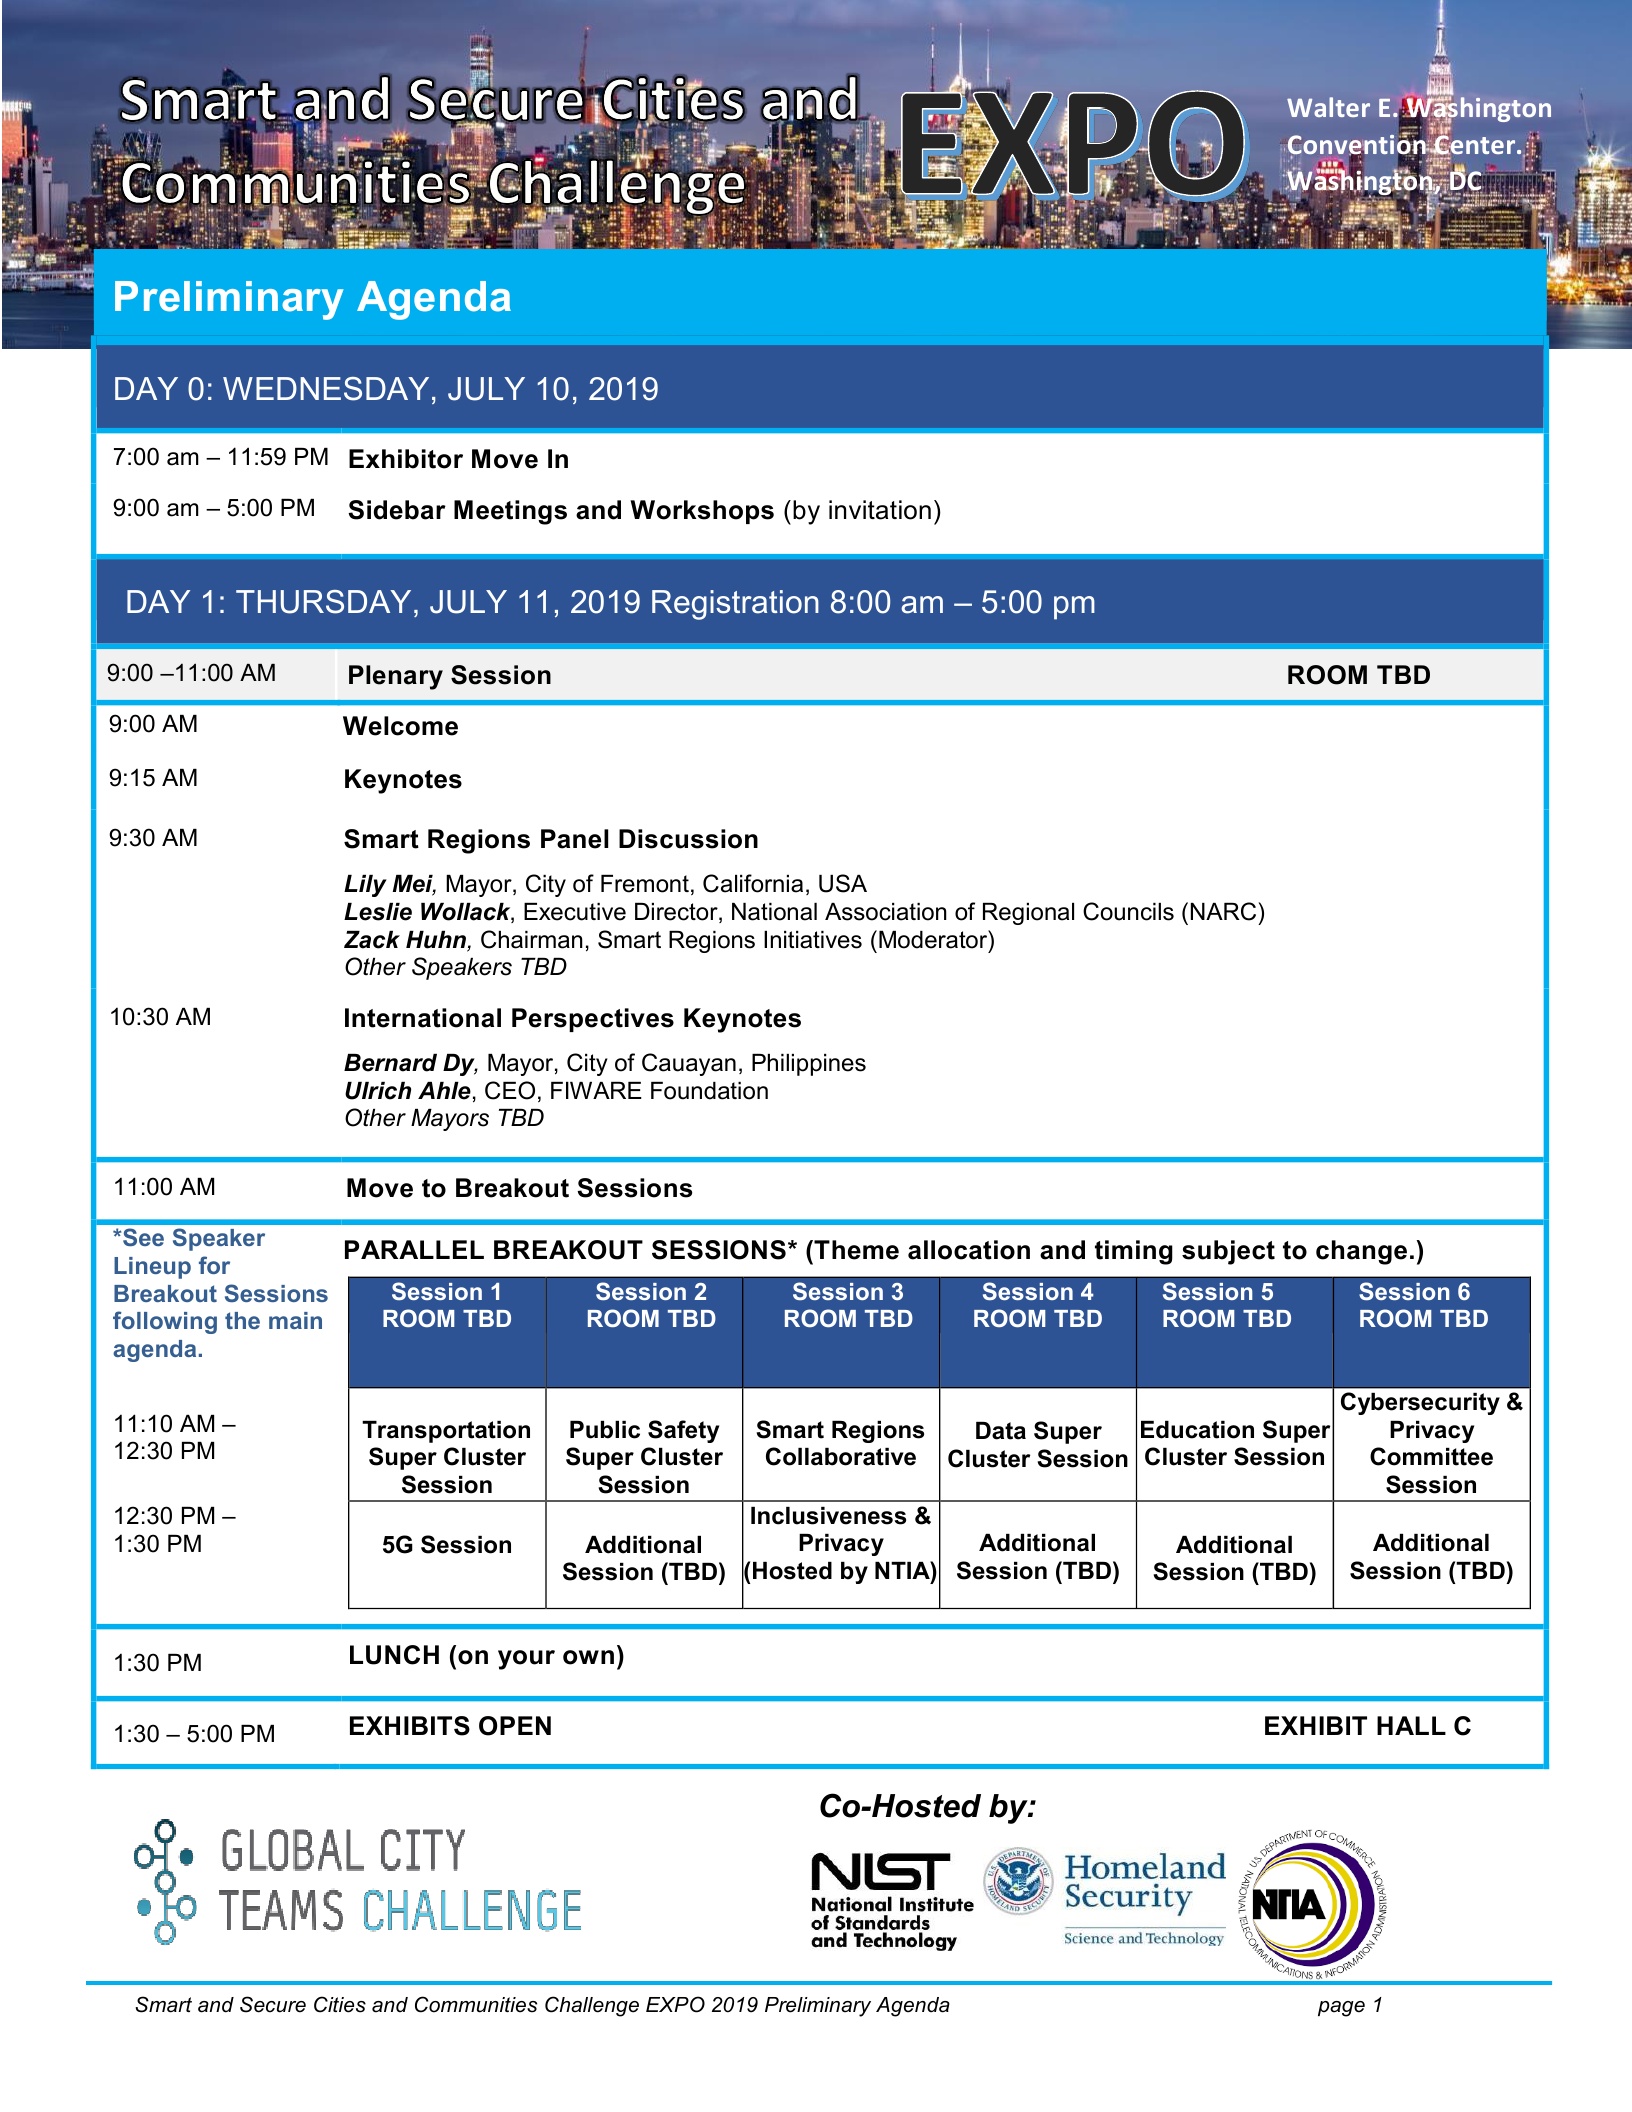 Smart and Secure Cities and
Communities Challenge
EXPO
Walter E. Washington
Convention Center.
Washington, DC
Preliminary Agenda
DAY 0: WEDNESDAY, JULY 10, 2019
7:00 am – 11:59 PM Exhibitor Move In
9:00 am – 5:00 PM Sidebar Meetings and Workshops (by invitation)
DAY 1: THURSDAY, JULY 11, 2019 Registration 8:00 am – 5:00 pm
9:00 –11:00 AM Plenary Session ROOM TBD
9:00 AM Welcome
9:15 AM Keynotes
9:30 AM Smart Regions Panel Discussion
Lily Mei, Mayor, City of Fremont, California, USA
Leslie Wollack, Executive Director, National Association of Regional Councils (NARC)
Zack Huhn, Chairman, Smart Regions Initiatives (Moderator)
Other Speakers TBD
10:30 AM International Perspectives Keynotes
Bernard Dy, Mayor, City of Cauayan, Philippines
Ulrich Ahle, CEO, FIWARE Foundation
Other Mayors TBD
11:00 AM Move to Breakout Sessions
*See Speaker
Lineup for
Breakout Sessions
following the main
agenda.
PARALLEL BREAKOUT SESSIONS* (Theme allocation and timing subject to change.)
Session 1
ROOM TBD
Session 2
ROOM TBD
Session 3
ROOM TBD
Session 4
ROOM TBD
Session 5
ROOM TBD
Session 6
ROOM TBD
11:10 AM –
12:30 PM
Transportation
Super Cluster
Session
Public Safety
Super Cluster
Session
Smart Regions
Collaborative
Data Super
Cluster Session
Education Super
Cluster Session
Cybersecurity &
Privacy
Committee
Session
12:30 PM –
1:30 PM
5G Session
Additional
Session (TBD)
Inclusiveness &
Privacy
(Hosted by NTIA)
Additional
Session (TBD)
Additional
Session (TBD)
Additional
Session (TBD)
1:30 PM LUNCH (on your own)
1:30 – 5:00 PM EXHIBITS OPEN EXHIBIT HALL C
GLOBAL CITY
TEAMS CHALLENGE
Co-Hosted by:
NIST
National Institute
of Standards
and Technology
U.S. DEPARTMENT OF
HOMELAND SECURITY
Homeland
Security
Science and Technology
U.S. DEPARTMENT OF COMMERCE
NATIONAL TELECOMMUNICATIONS & INFORMATION ADMINISTRATION
NTIA
Smart and Secure Cities and Communities Challenge EXPO 2019 Preliminary Agenda page 1